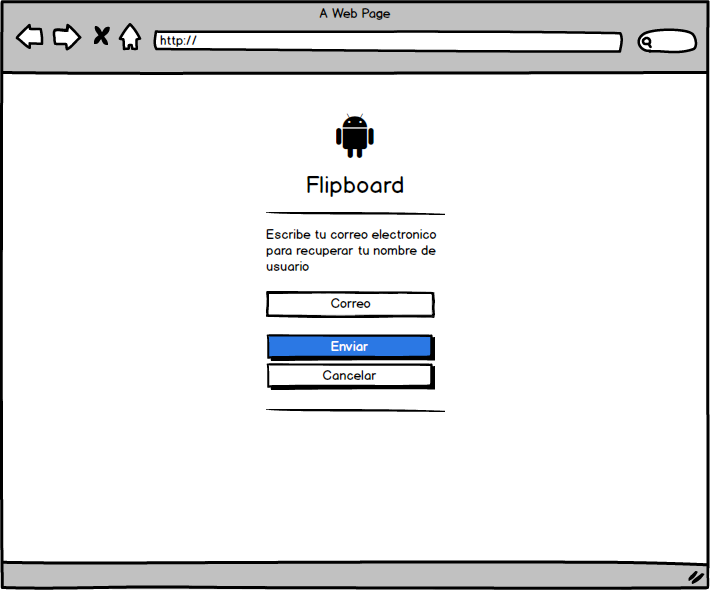 A Web Page
http://
Flipboard
Escribe tu correo electronico
para recuperar tu nombre de
usuario
Correo
Enviar
Cancelar